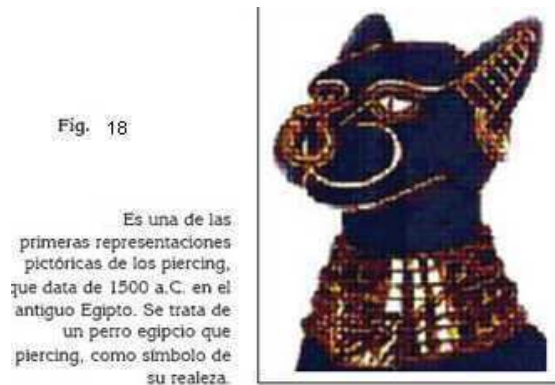 Fig. 18
Es una de las
primeras representaciones
pictóricas de los piercing,
que data de 1500 a.C. en el
antiguo Egipto. Se trata de
un perro egipcio que
piercing, como símbolo de
su realeza.